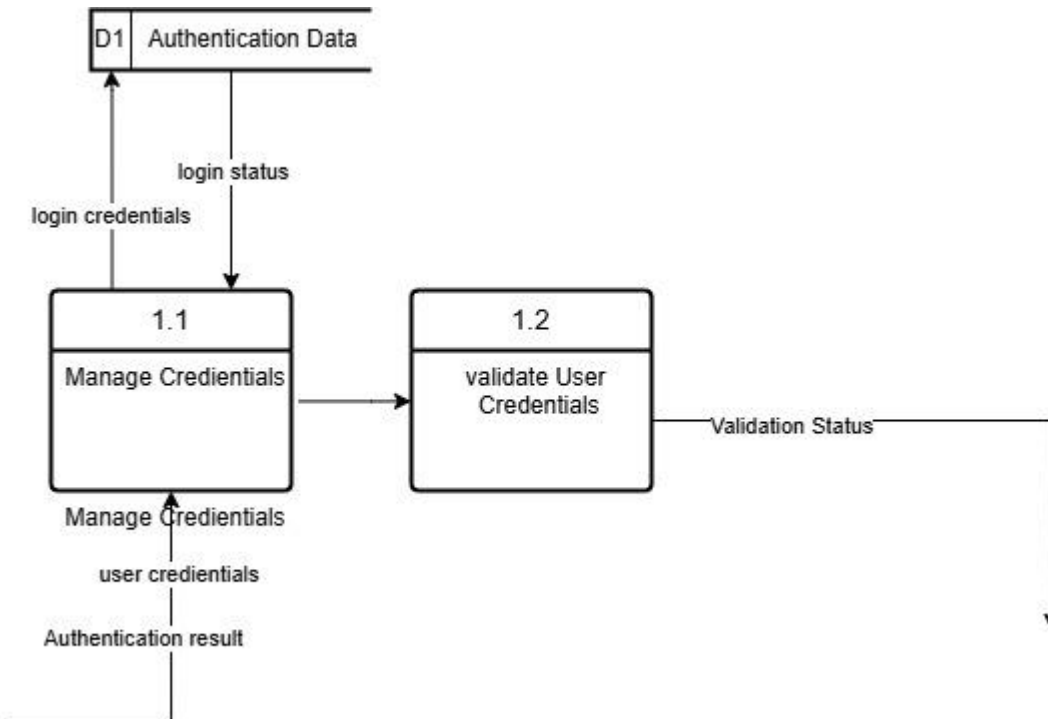 D1 Authentication Data
login status
login credentials
1.1
Manage Credientials
1.2
validate User
Credentials
Validation Status
Manage Credientials
user credientials
Authentication result